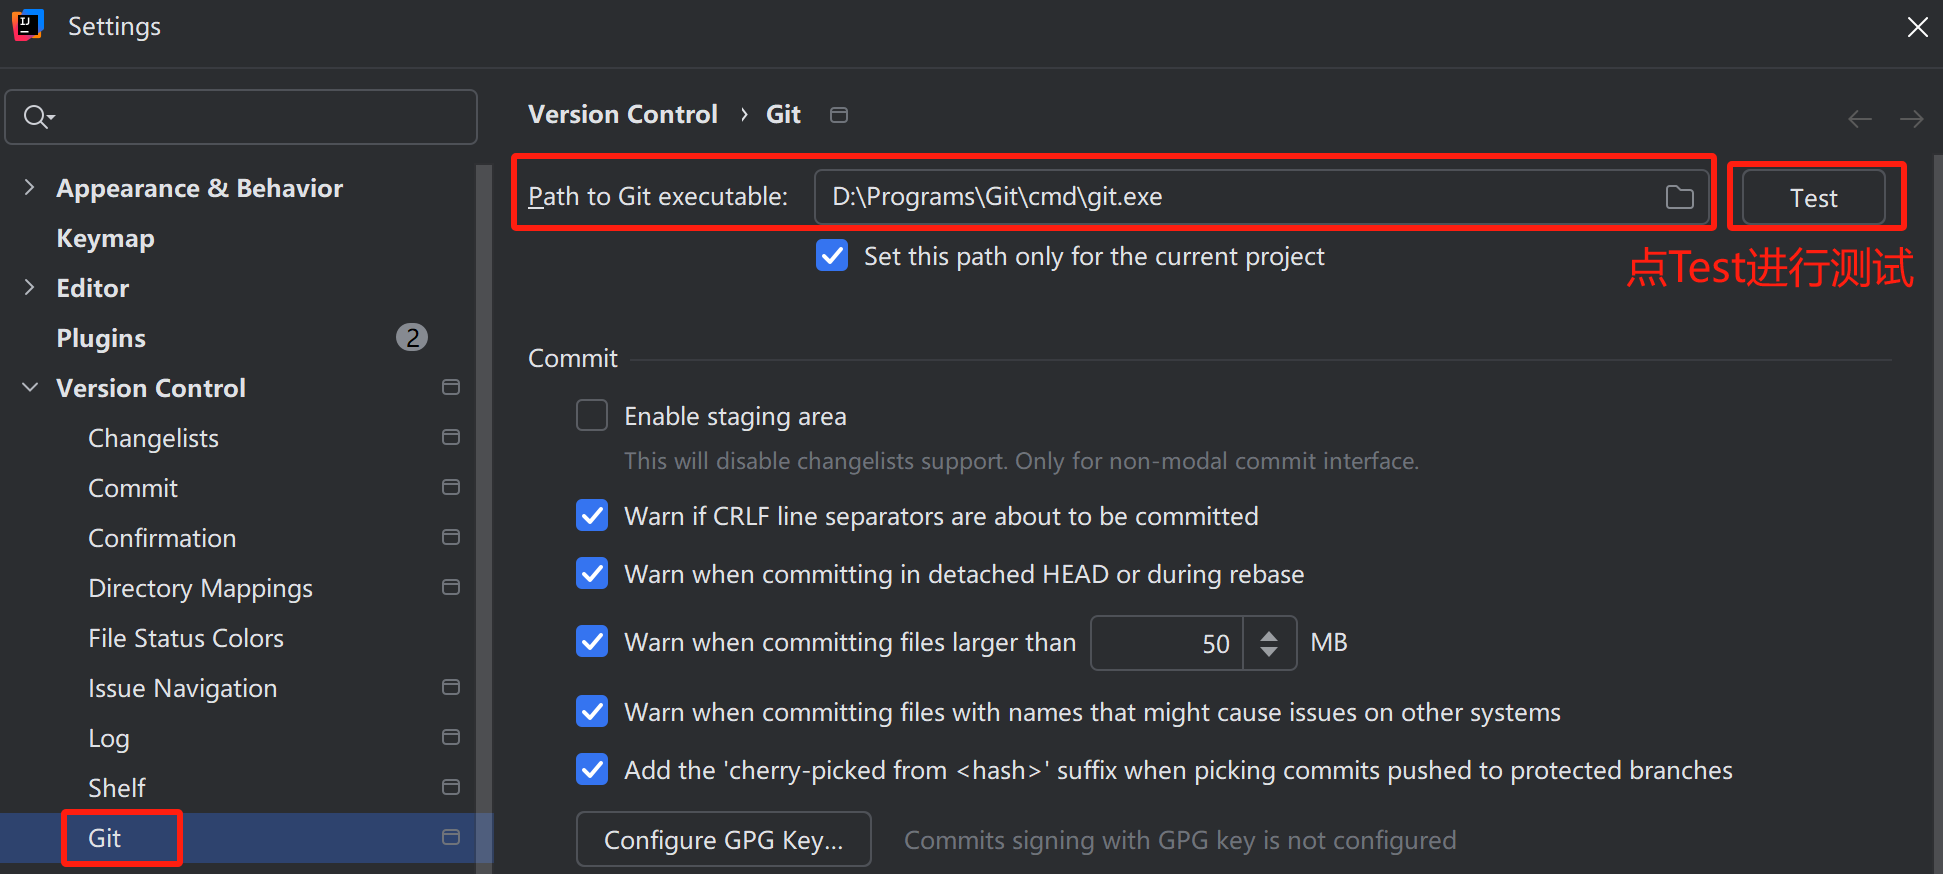 Settings
Version Control › Git
Appearance & Behavior
Keymap
Editor
Plugins 2
Version Control
Changelists
Commit
Confirmation
Directory Mappings
File Status Colors
Issue Navigation
Log
Shelf
Git
Path to Git executable: D:\Programs\Git\cmd\git.exe Test
Set this path only for the current project
点Test进行测试
Commit
Enable staging area
This will disable changelists support. Only for non-modal commit interface.
Warn if CRLF line separators are about to be committed
Warn when committing in detached HEAD or during rebase
Warn when committing files larger than 50 MB
Warn when committing files with names that might cause issues on other systems
Add the 'cherry-picked from <hash>' suffix when picking commits pushed to protected branches
Configure GPG Key... Commits signing with GPG key is not configured